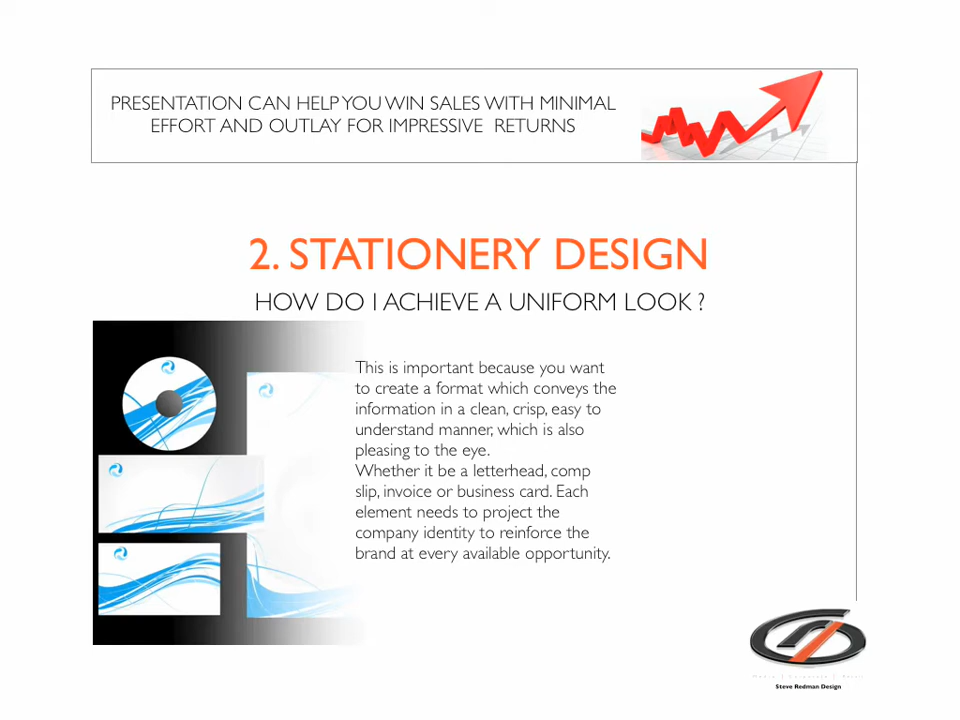 PRESENTATION CAN HELP YOU WIN SALES WITH MINIMAL
EFFORT AND OUTLAY FOR IMPRESSIVE RETURNS
2. STATIONERY DESIGN
HOW DO I ACHIEVE A UNIFORM LOOK ?
This is important because you want
to create a format which conveys the
information in a clean, crisp, easy to
understand manner, which is also
pleasing to the eye.
Whether it be a letterhead, comp
slip, invoice or business card. Each
element needs to project the
company identity to reinforce the
brand at every available opportunity.
Steve Redman Design